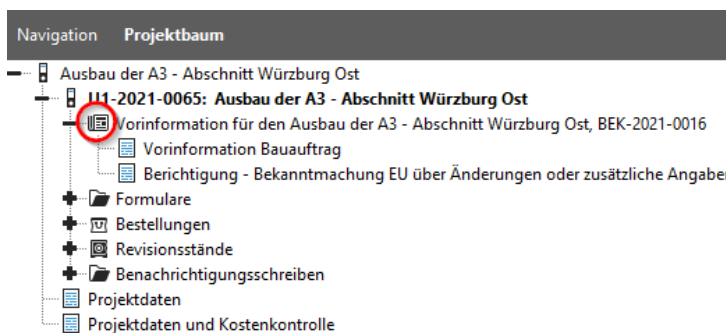 Navigation Projektbaum
Ausbau der A3 - Abschnitt Würzburg Ost
U1-2021-0065: Ausbau der A3 - Abschnitt Würzburg Ost
Vorinformation für den Ausbau der A3 - Abschnitt Würzburg Ost, BEK-2021-0016
Vorinformation Bauauftrag
Berichtigung - Bekanntmachung EU über Änderungen oder zusätzliche Angaben
Formulare
Bestellungen
Revisionsstände
Benachrichtigungsschreiben
Projektdaten
Projektdaten und Kostenkontrolle